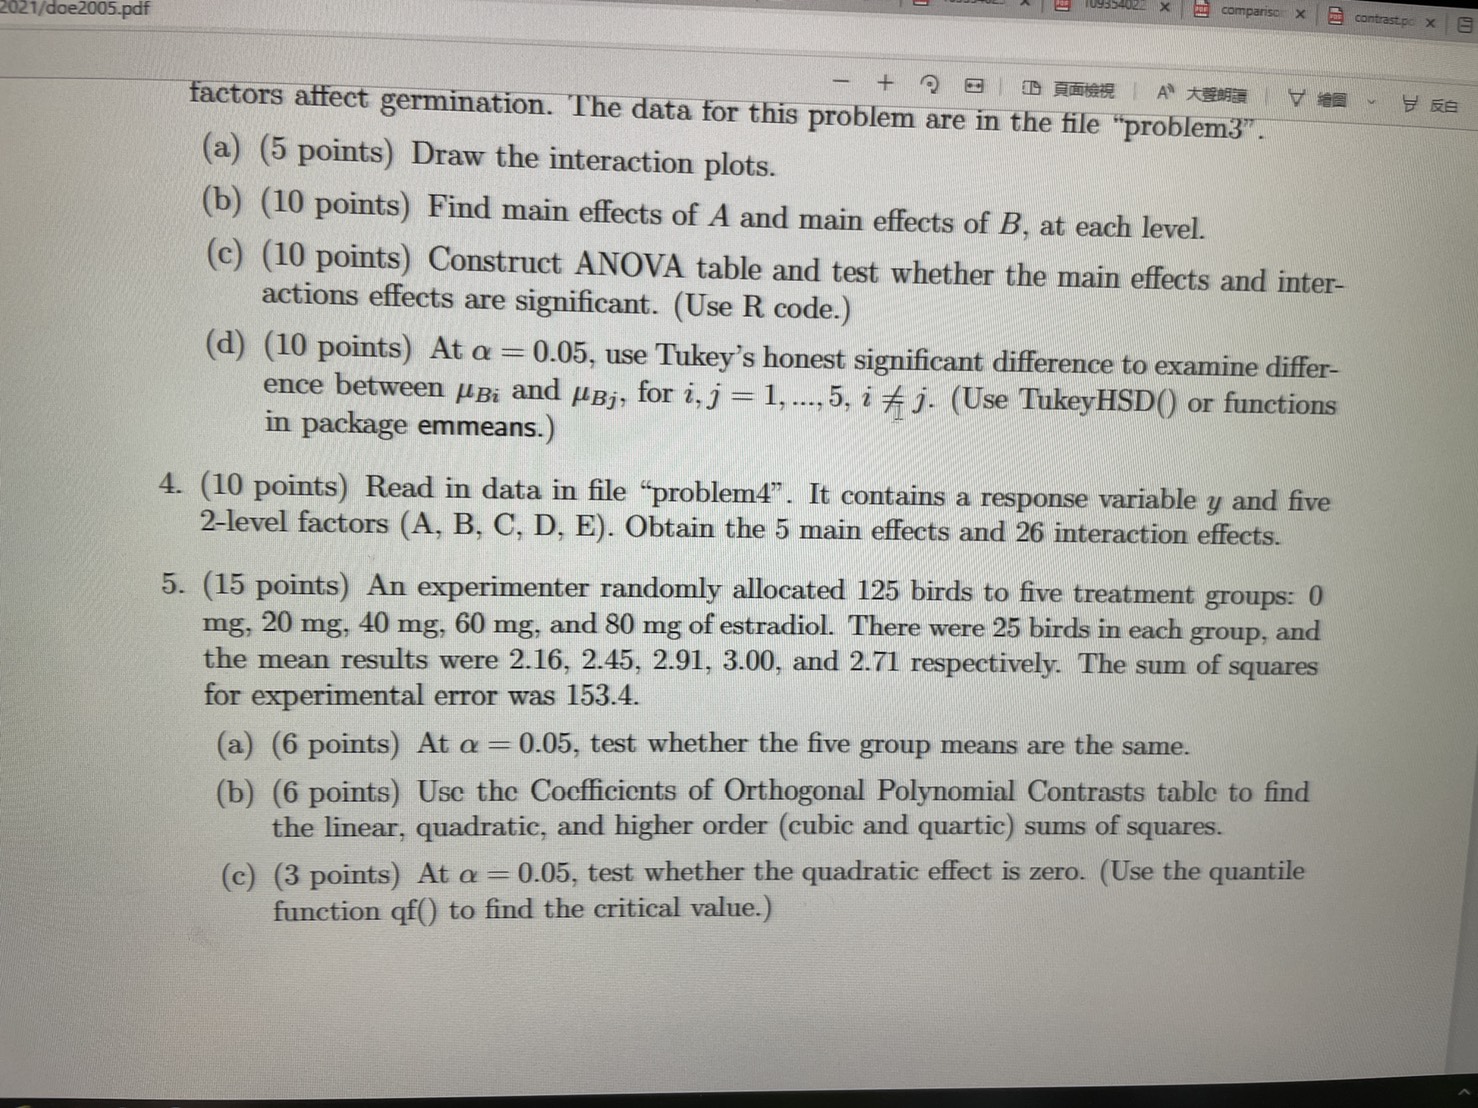 2021/doe2005.pdf
comparisc
contrast.pd
頁面檢視
大聲朗讀
繪圖
反白
factors affect germination. The data for this problem are in the file “problem3”.
(a) (5 points) Draw the interaction plots.
(b) (10 points) Find main effects of A and main effects of B, at each level.
(c) (10 points) Construct ANOVA table and test whether the main effects and inter-
actions effects are significant. (Use R code.)
(d) (10 points) At α = 0.05, use Tukey’s honest significant difference to examine differ-
ence between μBi and μBj, for i, j = 1, ..., 5, i ≠ j. (Use TukeyHSD() or functions
in package emmeans.)
4. (10 points) Read in data in file “problem4”. It contains a response variable y and five
2-level factors (A, B, C, D, E). Obtain the 5 main effects and 26 interaction effects.
5. (15 points) An experimenter randomly allocated 125 birds to five treatment groups: 0
mg, 20 mg, 40 mg, 60 mg, and 80 mg of estradiol. There were 25 birds in each group, and
the mean results were 2.16, 2.45, 2.91, 3.00, and 2.71 respectively. The sum of squares
for experimental error was 153.4.
(a) (6 points) At α = 0.05, test whether the five group means are the same.
(b) (6 points) Use the Coefficients of Orthogonal Polynomial Contrasts table to find
the linear, quadratic, and higher order (cubic and quartic) sums of squares.
(c) (3 points) At α = 0.05, test whether the quadratic effect is zero. (Use the quantile
function qf() to find the critical value.)